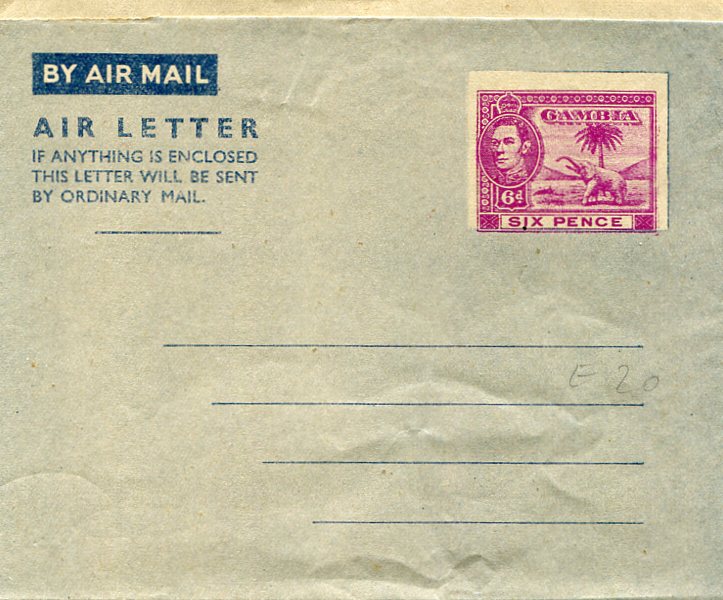 BY AIR MAIL
AIR LETTER
IF ANYTHING IS ENCLOSED
THIS LETTER WILL BE SENT
BY ORDINARY MAIL.
GAMBIA
6d
SIX PENCE
E 20